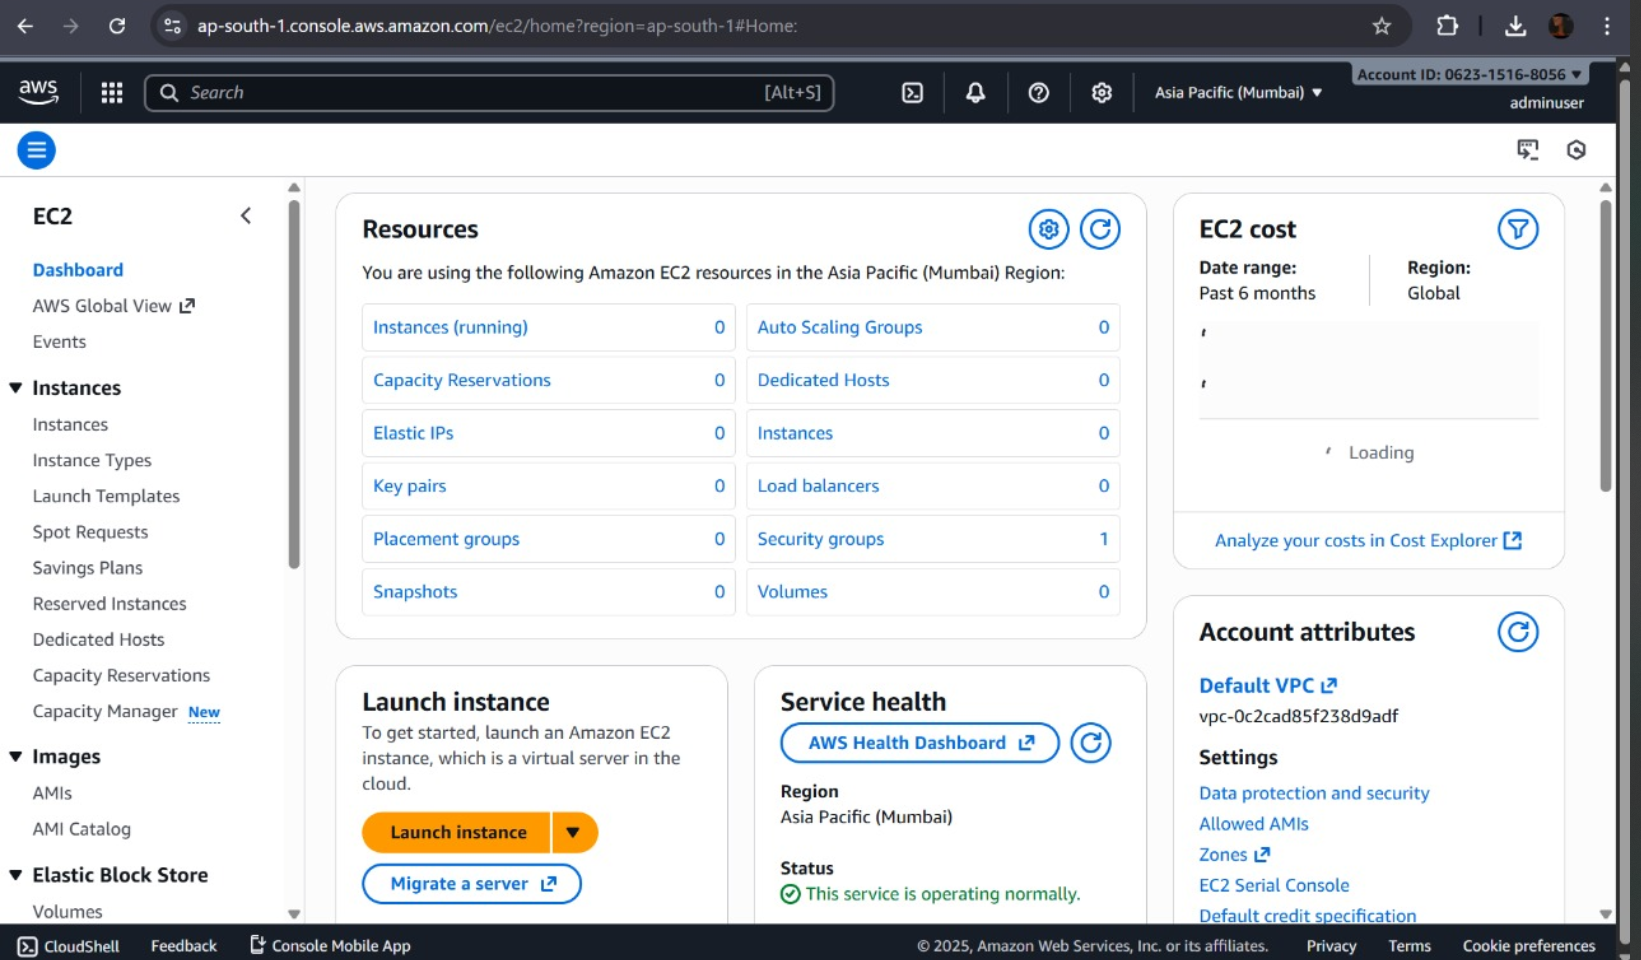 ap-south-1.console.aws.amazon.com/ec2/home?region=ap-south-1#Home:
aws
Search
[Alt+S]
Asia Pacific (Mumbai)
Account ID: 0623-1516-8056
adminuser
EC2
Dashboard
AWS Global View
Events
Instances
Instances
Instance Types
Launch Templates
Spot Requests
Savings Plans
Reserved Instances
Dedicated Hosts
Capacity Reservations
Capacity Manager New
Images
AMIs
AMI Catalog
Elastic Block Store
Volumes
Resources
You are using the following Amazon EC2 resources in the Asia Pacific (Mumbai) Region:
Instances (running) 0
Auto Scaling Groups 0
Capacity Reservations 0
Dedicated Hosts 0
Elastic IPs 0
Instances 0
Key pairs 0
Load balancers 0
Placement groups 0
Security groups 1
Snapshots 0
Volumes 0
Launch instance
To get started, launch an Amazon EC2
instance, which is a virtual server in the
cloud.
Launch instance
Migrate a server
Service health
AWS Health Dashboard
Region
Asia Pacific (Mumbai)
Status
This service is operating normally.
EC2 cost
Date range:
Past 6 months
Region:
Global
Loading
Analyze your costs in Cost Explorer
Account attributes
Default VPC
vpc-0c2cad85f238d9adf
Settings
Data protection and security
Allowed AMIs
Zones
EC2 Serial Console
Default credit specification
CloudShell
Feedback
Console Mobile App
© 2025, Amazon Web Services, Inc. or its affiliates.
Privacy
Terms
Cookie preferences